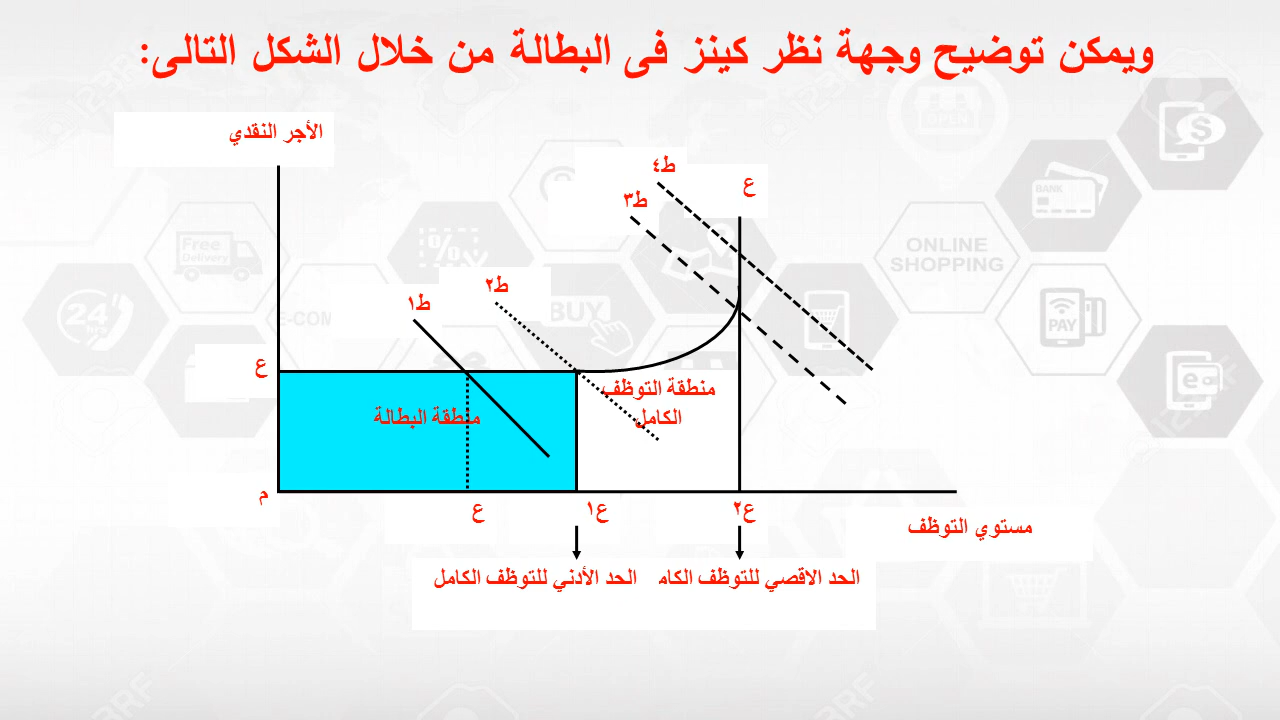 ويمكن توضيح وجهة نظر كينز فى البطالة من خلال الشكل التالى:
الأجر النقدي
ط٤
ع
ط٣
ط٢
ط١
ع
منطقة التوظف
الكامل
منطقة البطالة
م
ع
ع١
ع٢
مستوي التوظف
الحد الاقصي للتوظف الكام
الحد الأدني للتوظف الكامل
Free
Delivery
24
E-COM
BUY
OPEN
ONLINE
SHOPPING
BANK
PAY
$
e
%
123RF